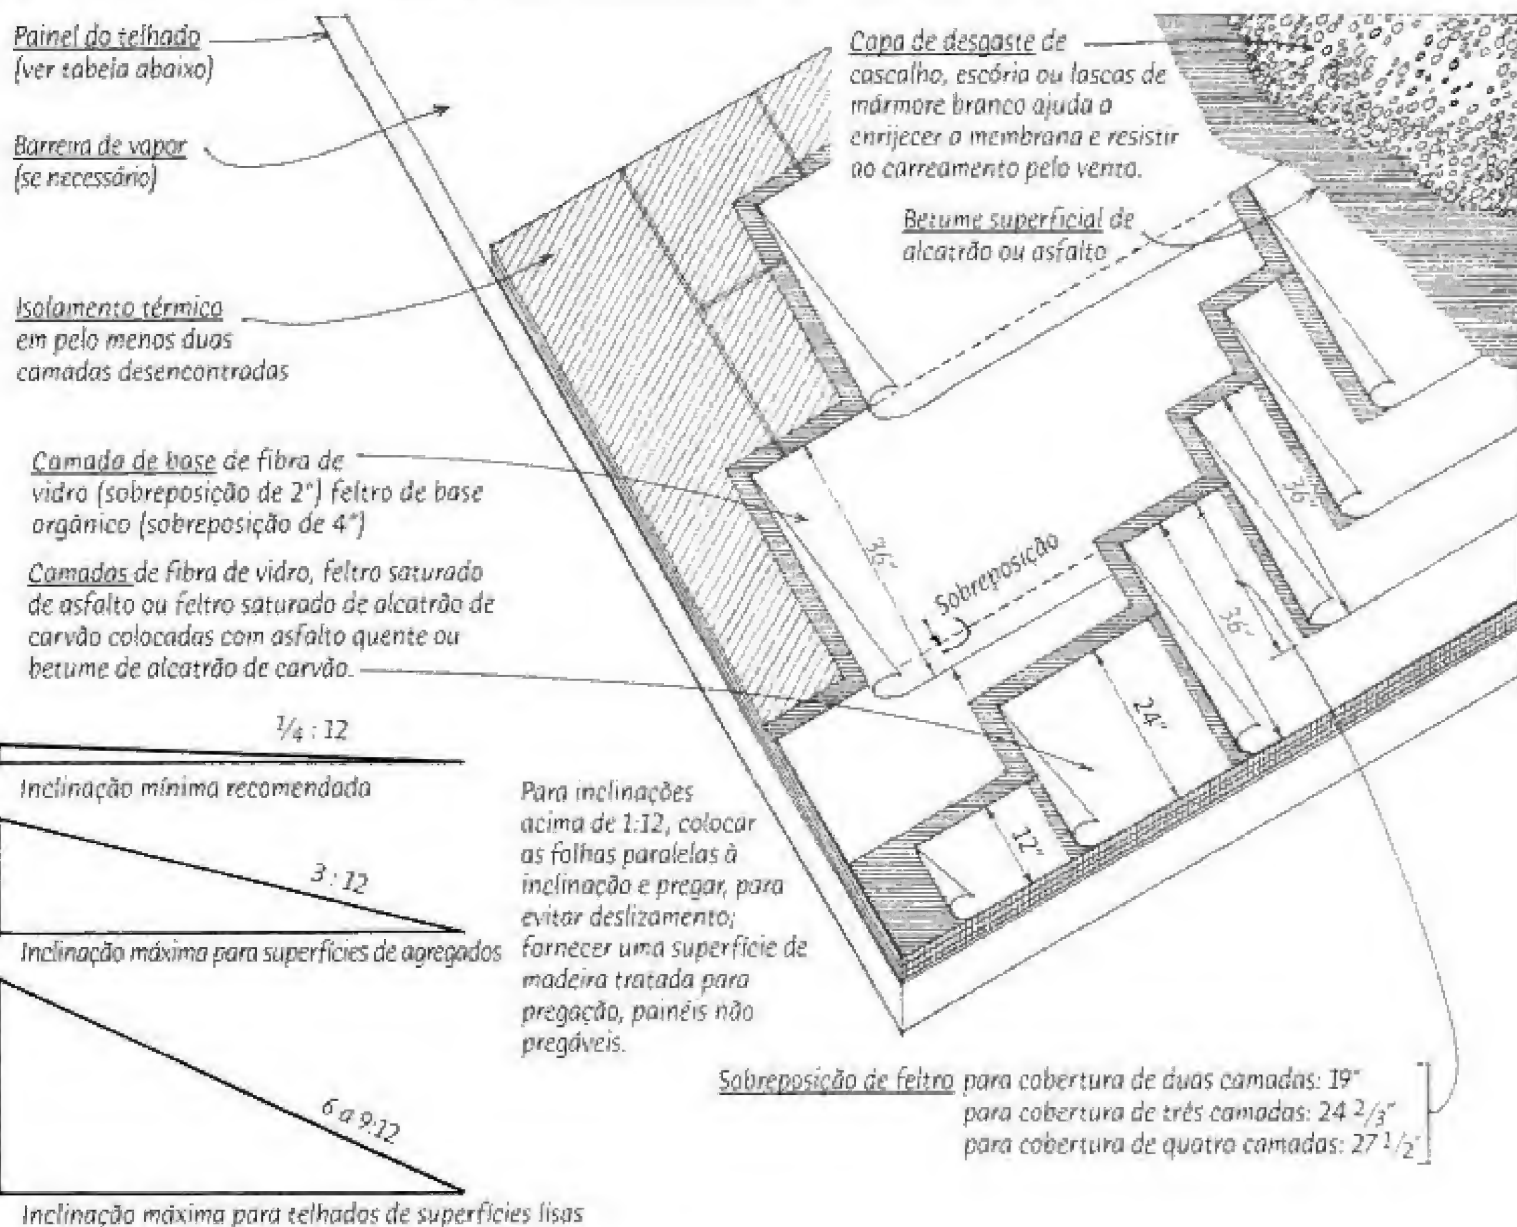 Painel do telhado
(ver tabela abaixo)
Barreira de vapor
(se necessário)
Isolamento térmico
em pelo menos duas
camadas desencontradas
Camada de base de fibra de
vidro (sobreposição de 2") feltro de base
orgânico (sobreposição de 4")
Camadas de fibra de vidro, feltro saturado
de asfalto ou feltro saturado de alcatrão de
carvão colocadas com asfalto quente ou
betume de alcatrão de carvão.
Capa de desgaste de
cascalho, escória ou lascas de
mármore branco ajuda a
enrijecer a membrana e resistir
ao carreamento pelo vento.
Betume superficial de
alcatrão ou asfalto
36"
Sobreposição
36"
36"
24"
12"
1/4 : 12
Inclinação mínima recomendada
3 : 12
Inclinação máxima para superfícies de agregados
6 a 9:12
Inclinação máxima para telhados de superfícies lisas
Para inclinações
acima de 1:12, colocar
as folhas paralelas à
inclinação e pregar, para
evitar deslizamento;
fornecer uma superfície de
madeira tratada para
pregação, painéis não
pregáveis.
Sobreposição de feltro para cobertura de duas camadas: 19"
para cobertura de três camadas: 24 2/3"
para cobertura de quatro camadas: 27 1/2"